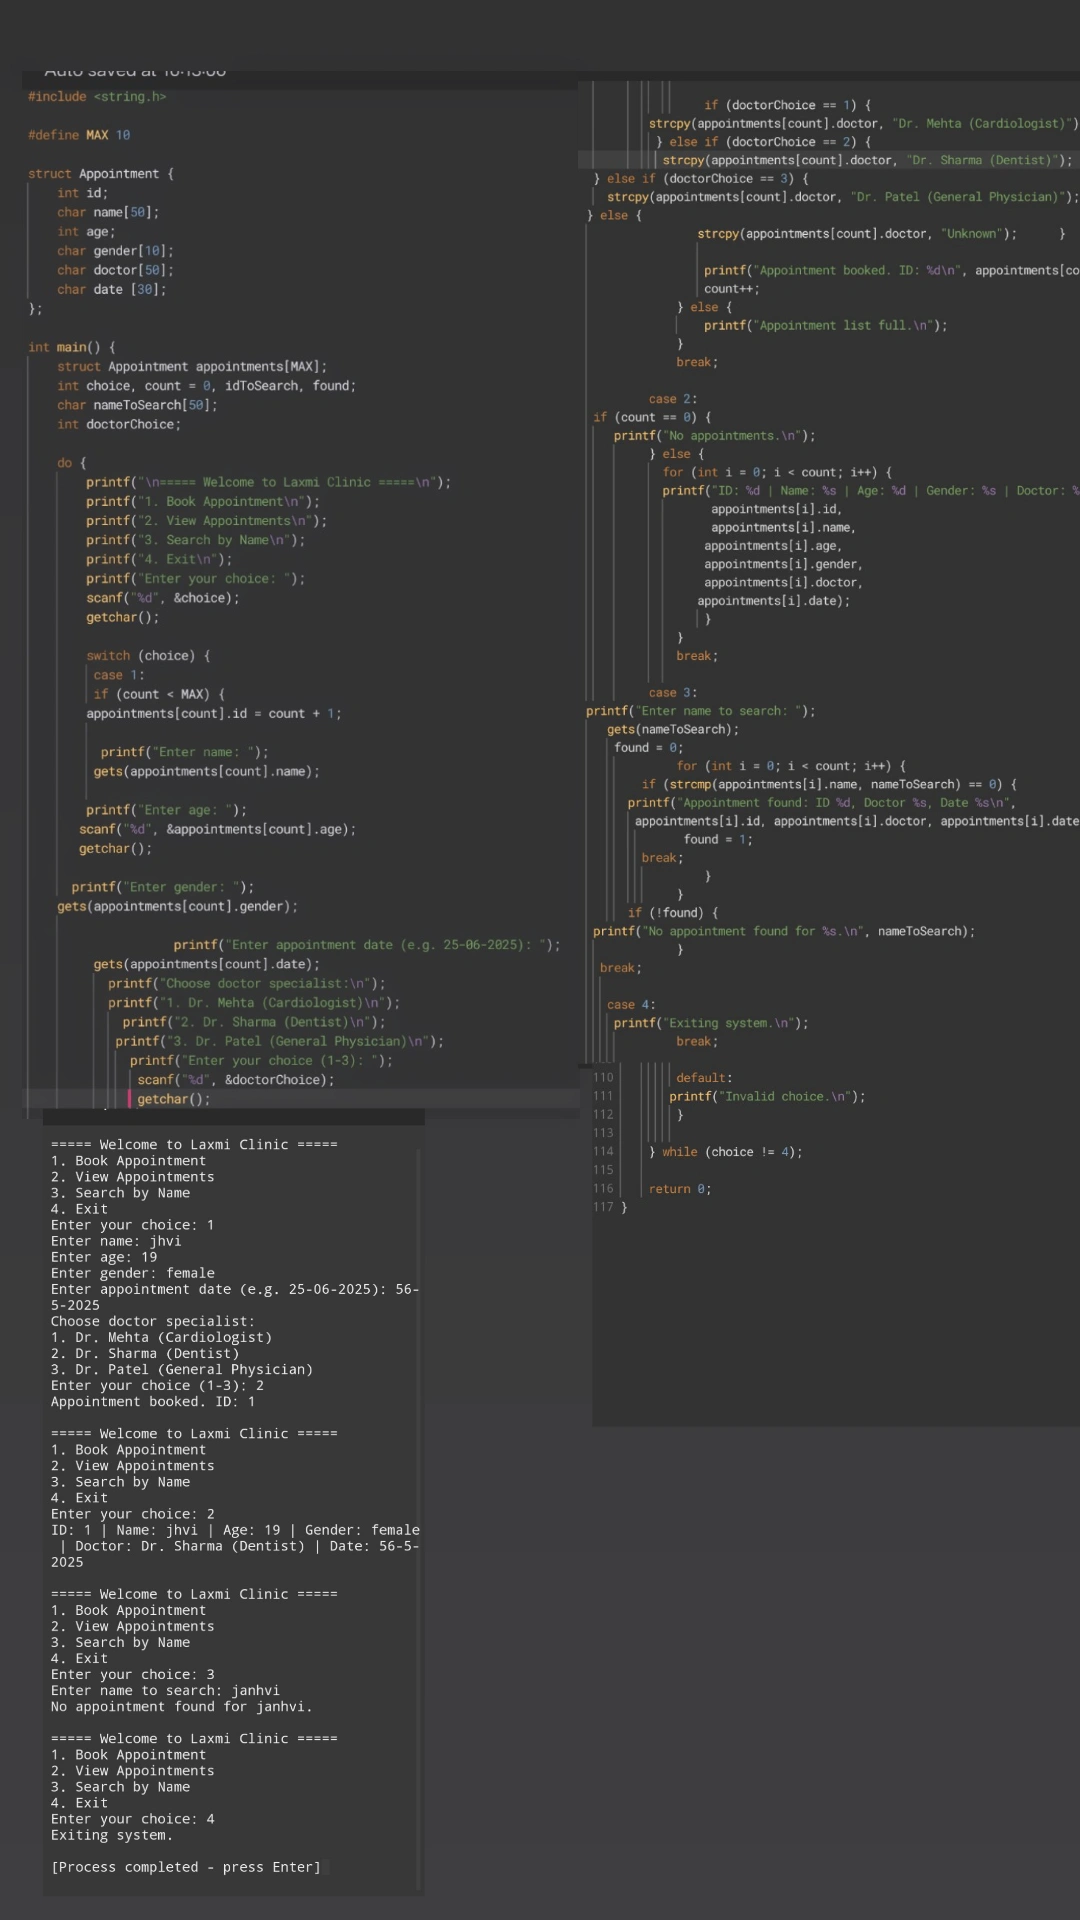 Auto saved at
#include <string.h>
#define MAX 10
struct Appointment {
int id;
char name[50];
int age;
char gender[10];
char doctor[50];
char date [30];
};
int main() {
struct Appointment appointments[MAX];
int choice, count = 0, idToSearch, found;
char nameToSearch[50];
int doctorChoice;
do {
printf("\n===== Welcome to Laxmi Clinic =====\n");
printf("1. Book Appointment\n");
printf("2. View Appointments\n");
printf("3. Search by Name\n");
printf("4. Exit\n");
printf("Enter your choice: ");
scanf("%d", &choice);
getchar();
switch (choice) {
case 1:
if (count < MAX) {
appointments[count].id = count + 1;
printf("Enter name: ");
gets(appointments[count].name);
printf("Enter age: ");
scanf("%d", &appointments[count].age);
getchar();
printf("Enter gender: ");
gets(appointments[count].gender);
printf("Enter appointment date (e.g. 25-06-2025): ");
gets(appointments[count].date);
printf("Choose doctor specialist:\n");
printf("1. Dr. Mehta (Cardiologist)\n");
printf("2. Dr. Sharma (Dentist)\n");
printf("3. Dr. Patel (General Physician)\n");
printf("Enter your choice (1-3): ");
scanf("%d", &doctorChoice);
getchar();
if (doctorChoice == 1) {
strcpy(appointments[count].doctor, "Dr. Mehta (Cardiologist)")
} else if (doctorChoice == 2) {
strcpy(appointments[count].doctor, "Dr. Sharma (Dentist)");
} else if (doctorChoice == 3) {
strcpy(appointments[count].doctor, "Dr. Patel (General Physician)");
} else {
strcpy(appointments[count].doctor, "Unknown"); }
printf("Appointment booked. ID: %d\n", appointments[co
count++;
} else {
printf("Appointment list full.\n");
}
break;
case 2:
if (count == 0) {
printf("No appointments.\n");
} else {
for (int i = 0; i < count; i++) {
printf("ID: %d | Name: %s | Age: %d | Gender: %s | Doctor: %
appointments[i].id,
appointments[i].name,
appointments[i].age,
appointments[i].gender,
appointments[i].doctor,
appointments[i].date);
}
}
break;
case 3:
printf("Enter name to search: ");
gets(nameToSearch);
found = 0;
for (int i = 0; i < count; i++) {
if (strcmp(appointments[i].name, nameToSearch) == 0) {
printf("Appointment found: ID %d, Doctor %s, Date %s\n",
appointments[i].id, appointments[i].doctor, appointments[i].date
found = 1;
break;
}
}
if (!found) {
printf("No appointment found for %s.\n", nameToSearch);
}
break;
case 4:
printf("Exiting system.\n");
break;
110 default:
111 printf("Invalid choice.\n");
112 }
113
114 } while (choice != 4);
115
116 return 0;
117 }
===== Welcome to Laxmi Clinic =====
1. Book Appointment
2. View Appointments
3. Search by Name
4. Exit
Enter your choice: 1
Enter name: jhvi
Enter age: 19
Enter gender: female
Enter appointment date (e.g. 25-06-2025): 56-
5-2025
Choose doctor specialist:
1. Dr. Mehta (Cardiologist)
2. Dr. Sharma (Dentist)
3. Dr. Patel (General Physician)
Enter your choice (1-3): 2
Appointment booked. ID: 1
===== Welcome to Laxmi Clinic =====
1. Book Appointment
2. View Appointments
3. Search by Name
4. Exit
Enter your choice: 2
ID: 1 | Name: jhvi | Age: 19 | Gender: female
| Doctor: Dr. Sharma (Dentist) | Date: 56-5-
2025
===== Welcome to Laxmi Clinic =====
1. Book Appointment
2. View Appointments
3. Search by Name
4. Exit
Enter your choice: 3
Enter name to search: janhvi
No appointment found for janhvi.
===== Welcome to Laxmi Clinic =====
1. Book Appointment
2. View Appointments
3. Search by Name
4. Exit
Enter your choice: 4
Exiting system.
[Process completed - press Enter]